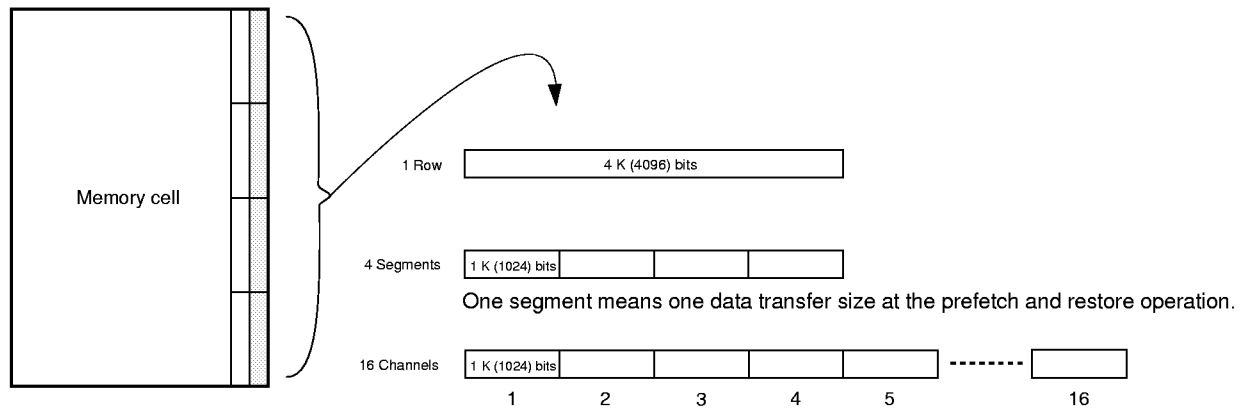 Memory cell
1 Row
4 K (4096) bits
4 Segments
1 K (1024) bits
One segment means one data transfer size at the prefetch and restore operation.
16 Channels
1 K (1024) bits
1 2 3 4 5 16